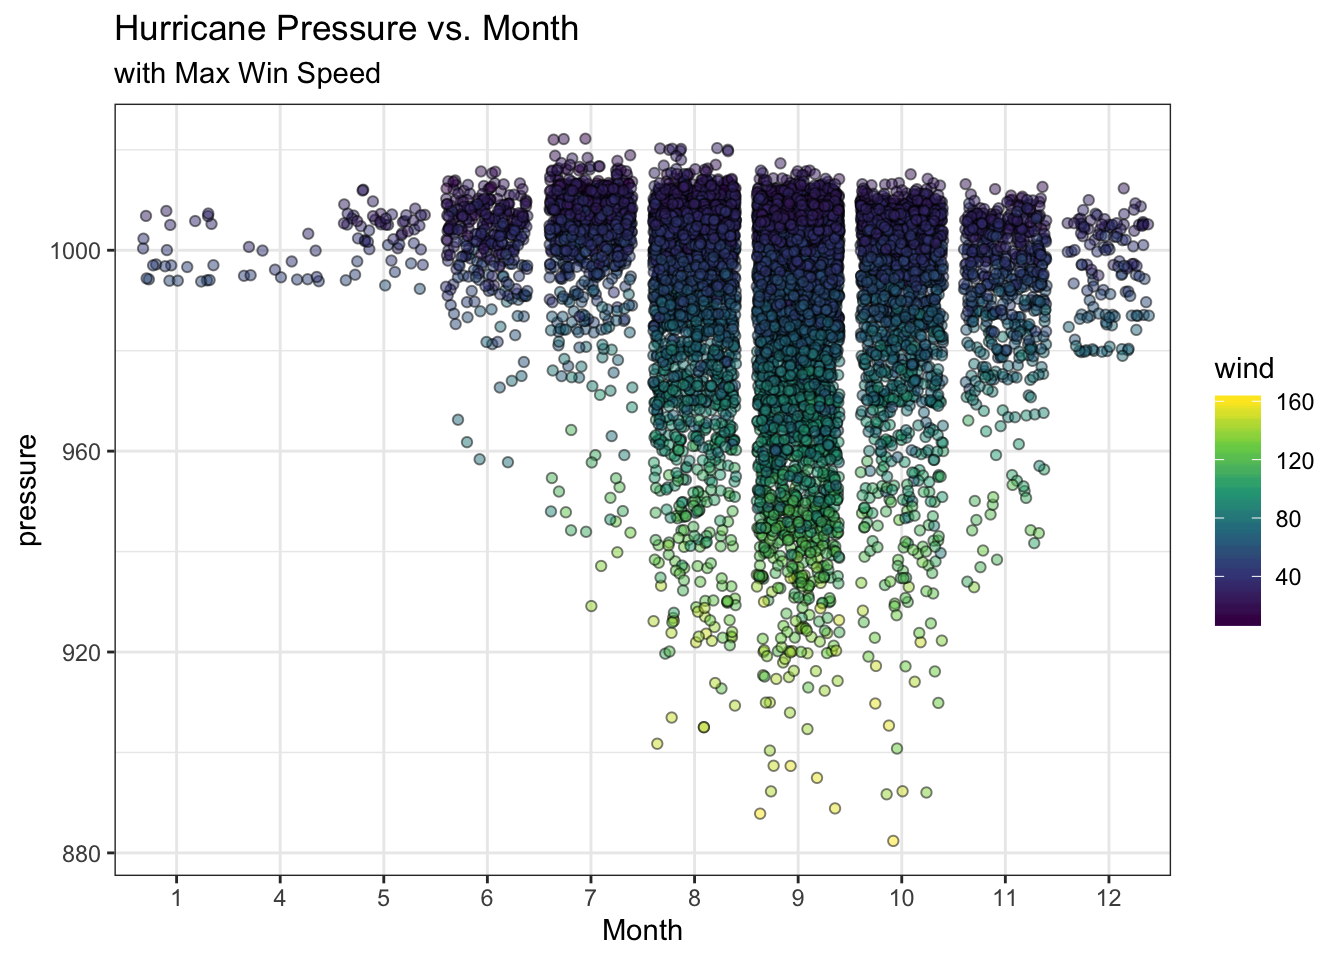 Hurricane Pressure vs. Month
with Max Win Speed
pressure
1000
960
920
880
1 4 5 6 7 8 9 10 11 12
Month
wind
160
120
80
40